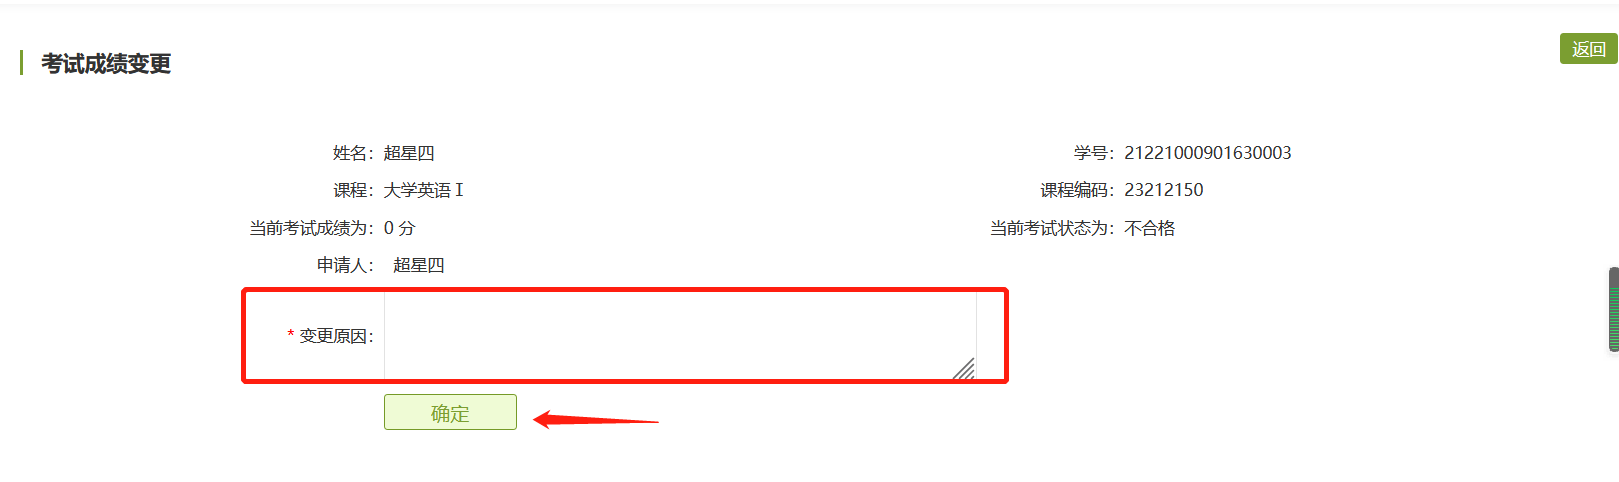 返回
考试成绩变更
姓名：超星四 学号：21221000901630003
课程：大学英语 I 课程编码：23212150
当前考试成绩为：0 分 当前考试状态为：不合格
申请人： 超星四
* 变更原因：
确定